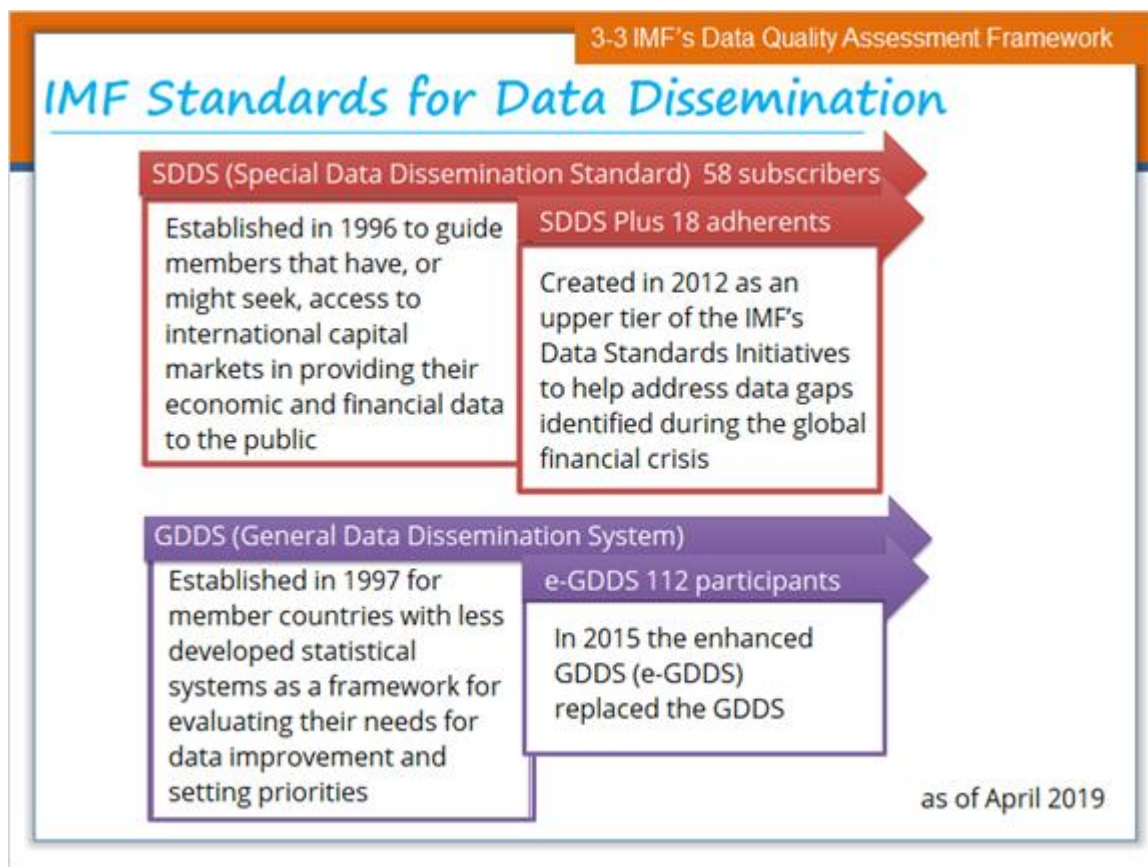 3-3 IMF's Data Quality Assessment Framework
IMF Standards for Data Dissemination
SDDS (Special Data Dissemination Standard) 58 subscribers
Established in 1996 to guide
members that have, or
might seek, access to
international capital
markets in providing their
economic and financial data
to the public
SDDS Plus 18 adherents
Created in 2012 as an
upper tier of the IMF's
Data Standards Initiatives
to help address data gaps
identified during the global
financial crisis
GDDS (General Data Dissemination System)
Established in 1997 for
member countries with less
developed statistical
systems as a framework for
evaluating their needs for
data improvement and
setting priorities
e-GDDS 112 participants
In 2015 the enhanced
GDDS (e-GDDS)
replaced the GDDS
as of April 2019